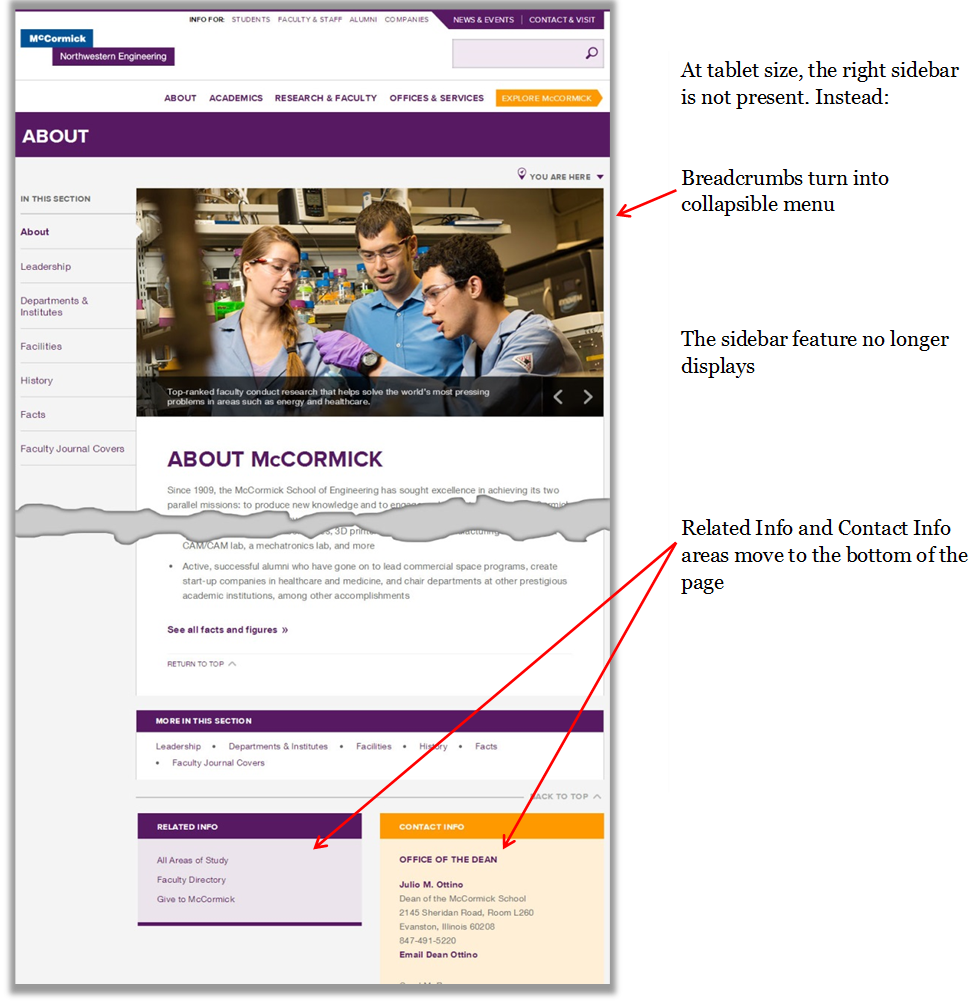 INFO FOR: STUDENTS FACULTY & STAFF ALUMNI COMPANIES NEWS & EVENTS CONTACT & VISIT
McCormick
Northwestern Engineering
ABOUT ACADEMICS RESEARCH & FACULTY OFFICES & SERVICES EXPLORE McCORMICK
ABOUT
YOU ARE HERE
IN THIS SECTION
About
Leadership
Departments &
Institutes
Facilities
History
Facts
Faculty Journal Covers
Top-ranked faculty conduct research that helps solve the world's most pressing
problems in areas such as energy and healthcare.
ABOUT McCORMICK
Since 1909, the McCormick School of Engineering has sought excellence in achieving its two
parallel missions: to produce new knowledge and to
CAM/CAM lab, a mechatronics lab, and more
• Active, successful alumni who have gone on to lead commercial space programs, create
start-up companies in healthcare and medicine, and chair departments at other prestigious
academic institutions, among other accomplishments
See all facts and figures »
RETURN TO TOP
MORE IN THIS SECTION
Leadership • Departments & Institutes • Facilities • History • Facts
• Faculty Journal Covers
BACK TO TOP
RELATED INFO
All Areas of Study
Faculty Directory
Give to McCormick
CONTACT INFO
OFFICE OF THE DEAN
Julio M. Ottino
Dean of the McCormick School
2145 Sheridan Road, Room L260
Evanston, Illinois 60208
847-491-5220
Email Dean Ottino
At tablet size, the right sidebar
is not present. Instead:
Breadcrumbs turn into
collapsible menu
The sidebar feature no longer
displays
Related Info and Contact Info
areas move to the bottom of the
page